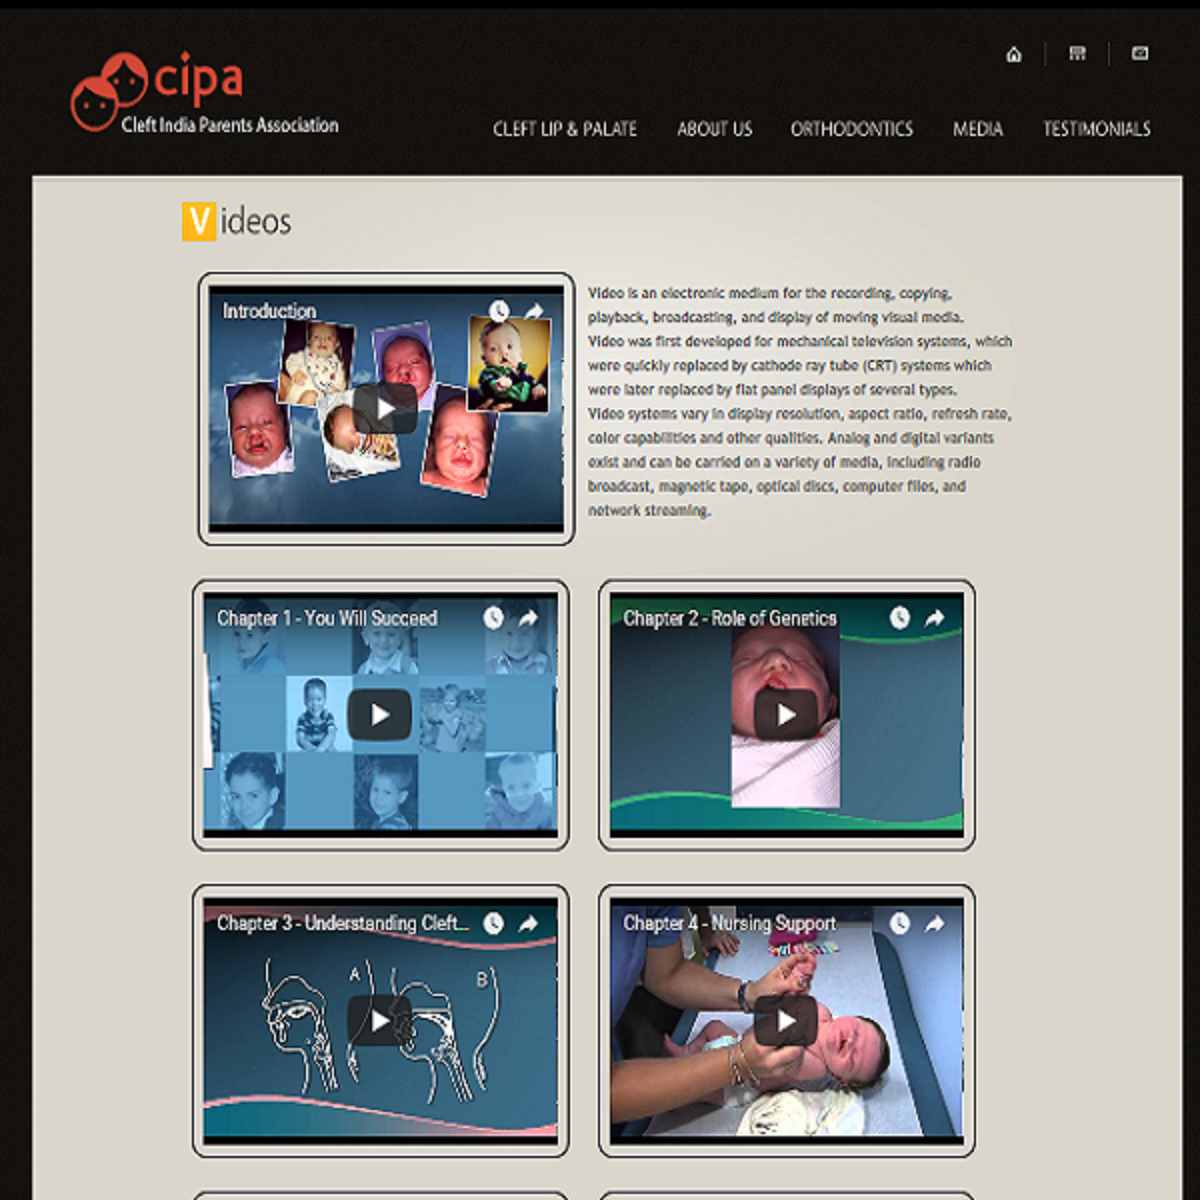 cipa
Cleft India Parents Association
CLEFT LIP & PALATE ABOUT US ORTHODONTICS MEDIA TESTIMONIALS
Videos
Introduction
Video is an electronic medium for the recording, copying,
playback, broadcasting, and display of moving visual media.
Video was first developed for mechanical television systems, which
were quickly replaced by cathode ray tube (CRT) systems which
were later replaced by flat panel displays of several types.
Video systems vary in display resolution, aspect ratio, refresh rate,
color capabilities and other qualities. Analog and digital variants
exist and can be carried on a variety of media, including radio
broadcast, magnetic tape, optical discs, computer files, and
network streaming.
Chapter 1 - You Will Succeed
Chapter 2 - Role of Genetics
Chapter 3 - Understanding Cleft...
A B
Chapter 4 - Nursing Support